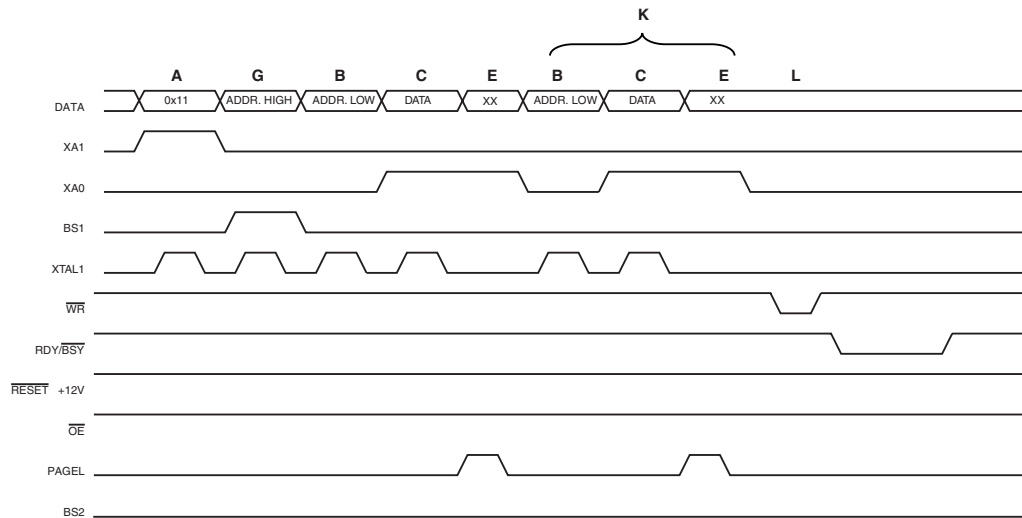 K
A G B C E B C E L
DATA 0x11 ADDR. HIGH ADDR. LOW DATA XX ADDR. LOW DATA XX
XA1
XA0
BS1
XTAL1
WR
RDY/BSY
RESET +12V
OE
PAGEL
BS2